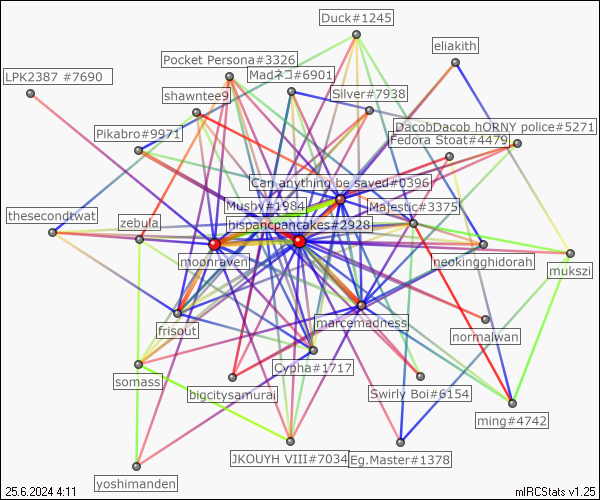 Duck#1245
eliakith
Pocket Persona#3326
LPK2387 #7690
Madネコ#6901
shawntee9
Silver#7938
DacobDacob hORNY police#5271
Pikabro#9971
Fedora Stoat#4479
Can anything be saved#0396
Mushy#1984
Majestic#3375
thesecondtwat
zebula
hispancpancakes#2928
moonraven
neokingghidorah
mukszi
frisout
marcemadness
normalwan
Cypha#1717
somass
bigcitysamurai
Swirly Boi#6154
ming#4742
JKOUYH VIII#7034
Eg.Master#1378
yoshimanden
25.6.2024 4:11
mIRCStats v1.25